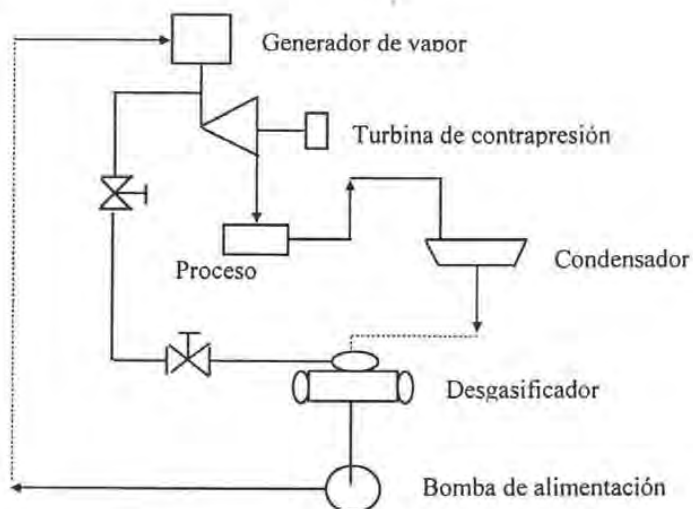 Generador de vapor
Turbina de contrapresión
Proceso
Condensador
Desgasificador
Bomba de alimentación